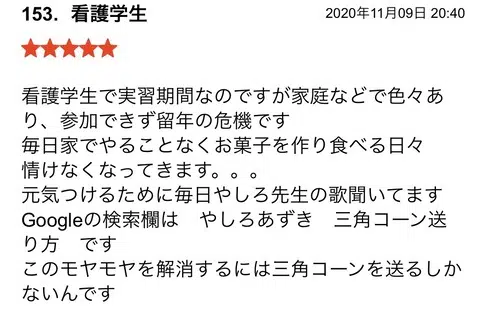 153. 看護学生
2020年11月09日 20:40
★★★★★
看護学生で実習期間なのですが家庭などで色々あ
り、参加できず留年の危機です
毎日家でやることなくお菓子を作り食べる日々
情けなくなってきます。。。
元気つけるために毎日やしろ先生の歌聞いてます
Googleの検索欄は　やしろあずき　三角コーン送
り方　です
このモヤモヤを解消するには三角コーンを送るしか
ないんです